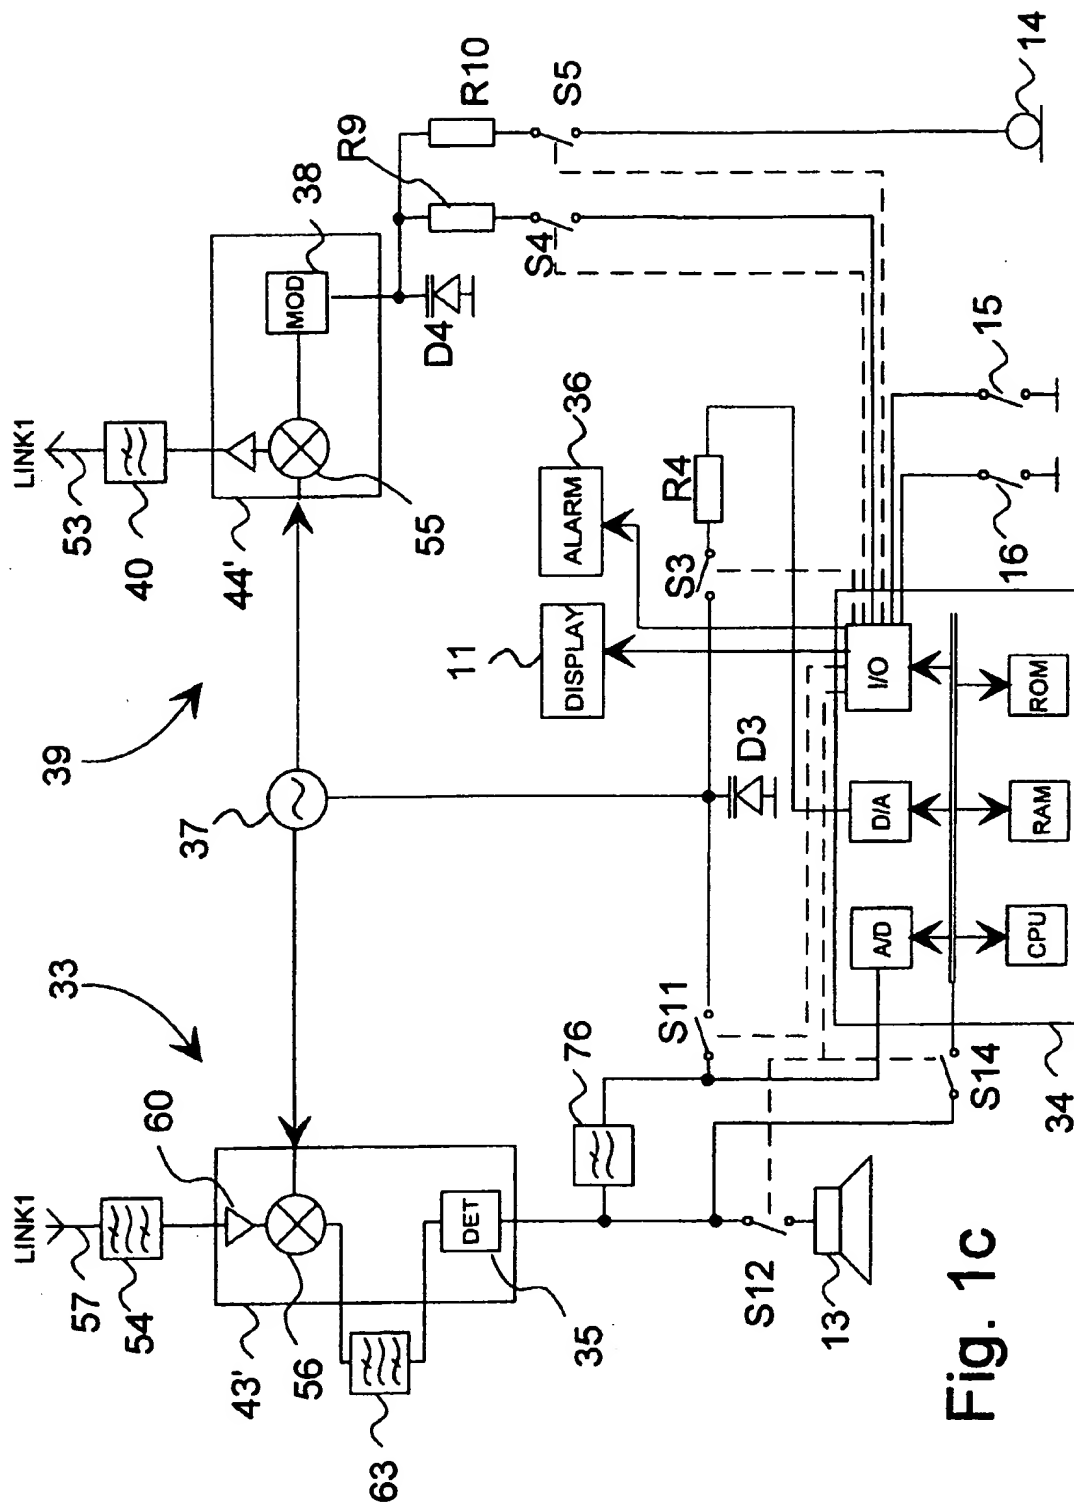 LINK1
57
54
60
33
43'
56
63
DET
35
39
37
LINK1
53
40
44'
55
MOD
38
D4
R9
R10
S4
S5
14
76
S11
D3
S3
R4
11
DISPLAY
ALARM
36
S12
13
S14
34
A/D
D/A
I/O
CPU
RAM
ROM
16
15
Fig. 1c